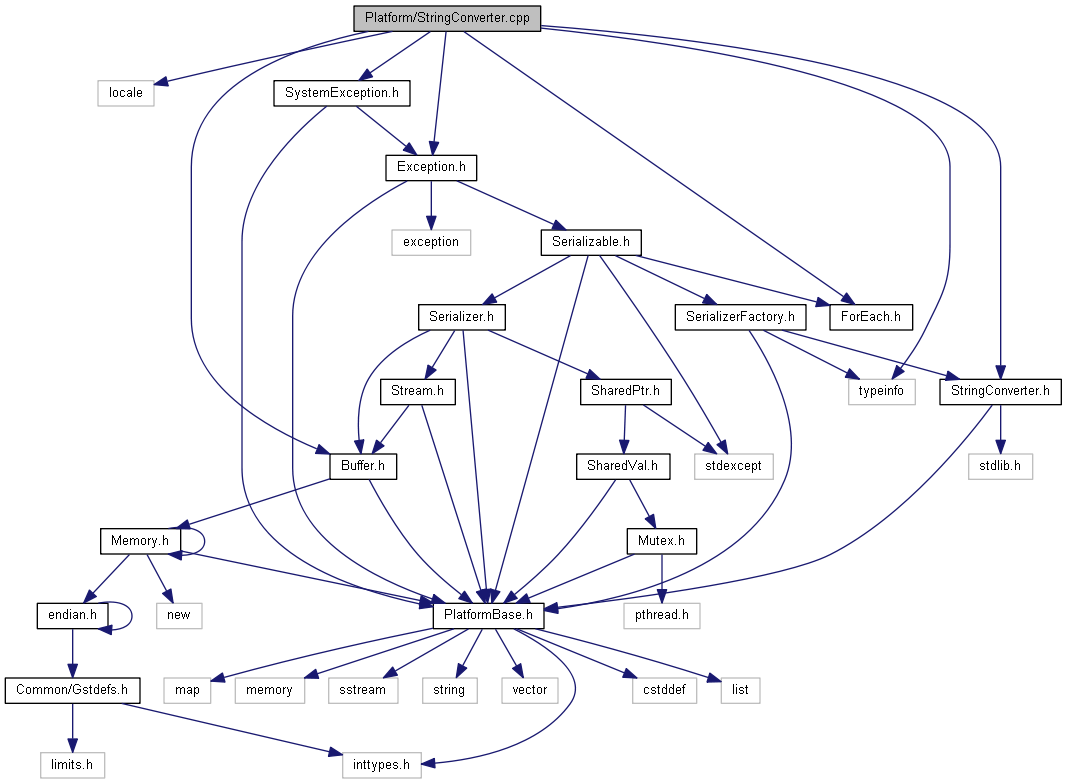 Platform/StringConverter.cpp
locale
SystemException.h
Exception.h
exception
Serializable.h
Serializer.h
SerializerFactory.h
ForEach.h
Stream.h
SharedPtr.h
typeinfo
StringConverter.h
Buffer.h
SharedVal.h
stdexcept
stdlib.h
Memory.h
Mutex.h
endian.h
new
PlatformBase.h
pthread.h
Common/Gstdefs.h
map
memory
sstream
string
vector
cstddef
list
limits.h
inttypes.h